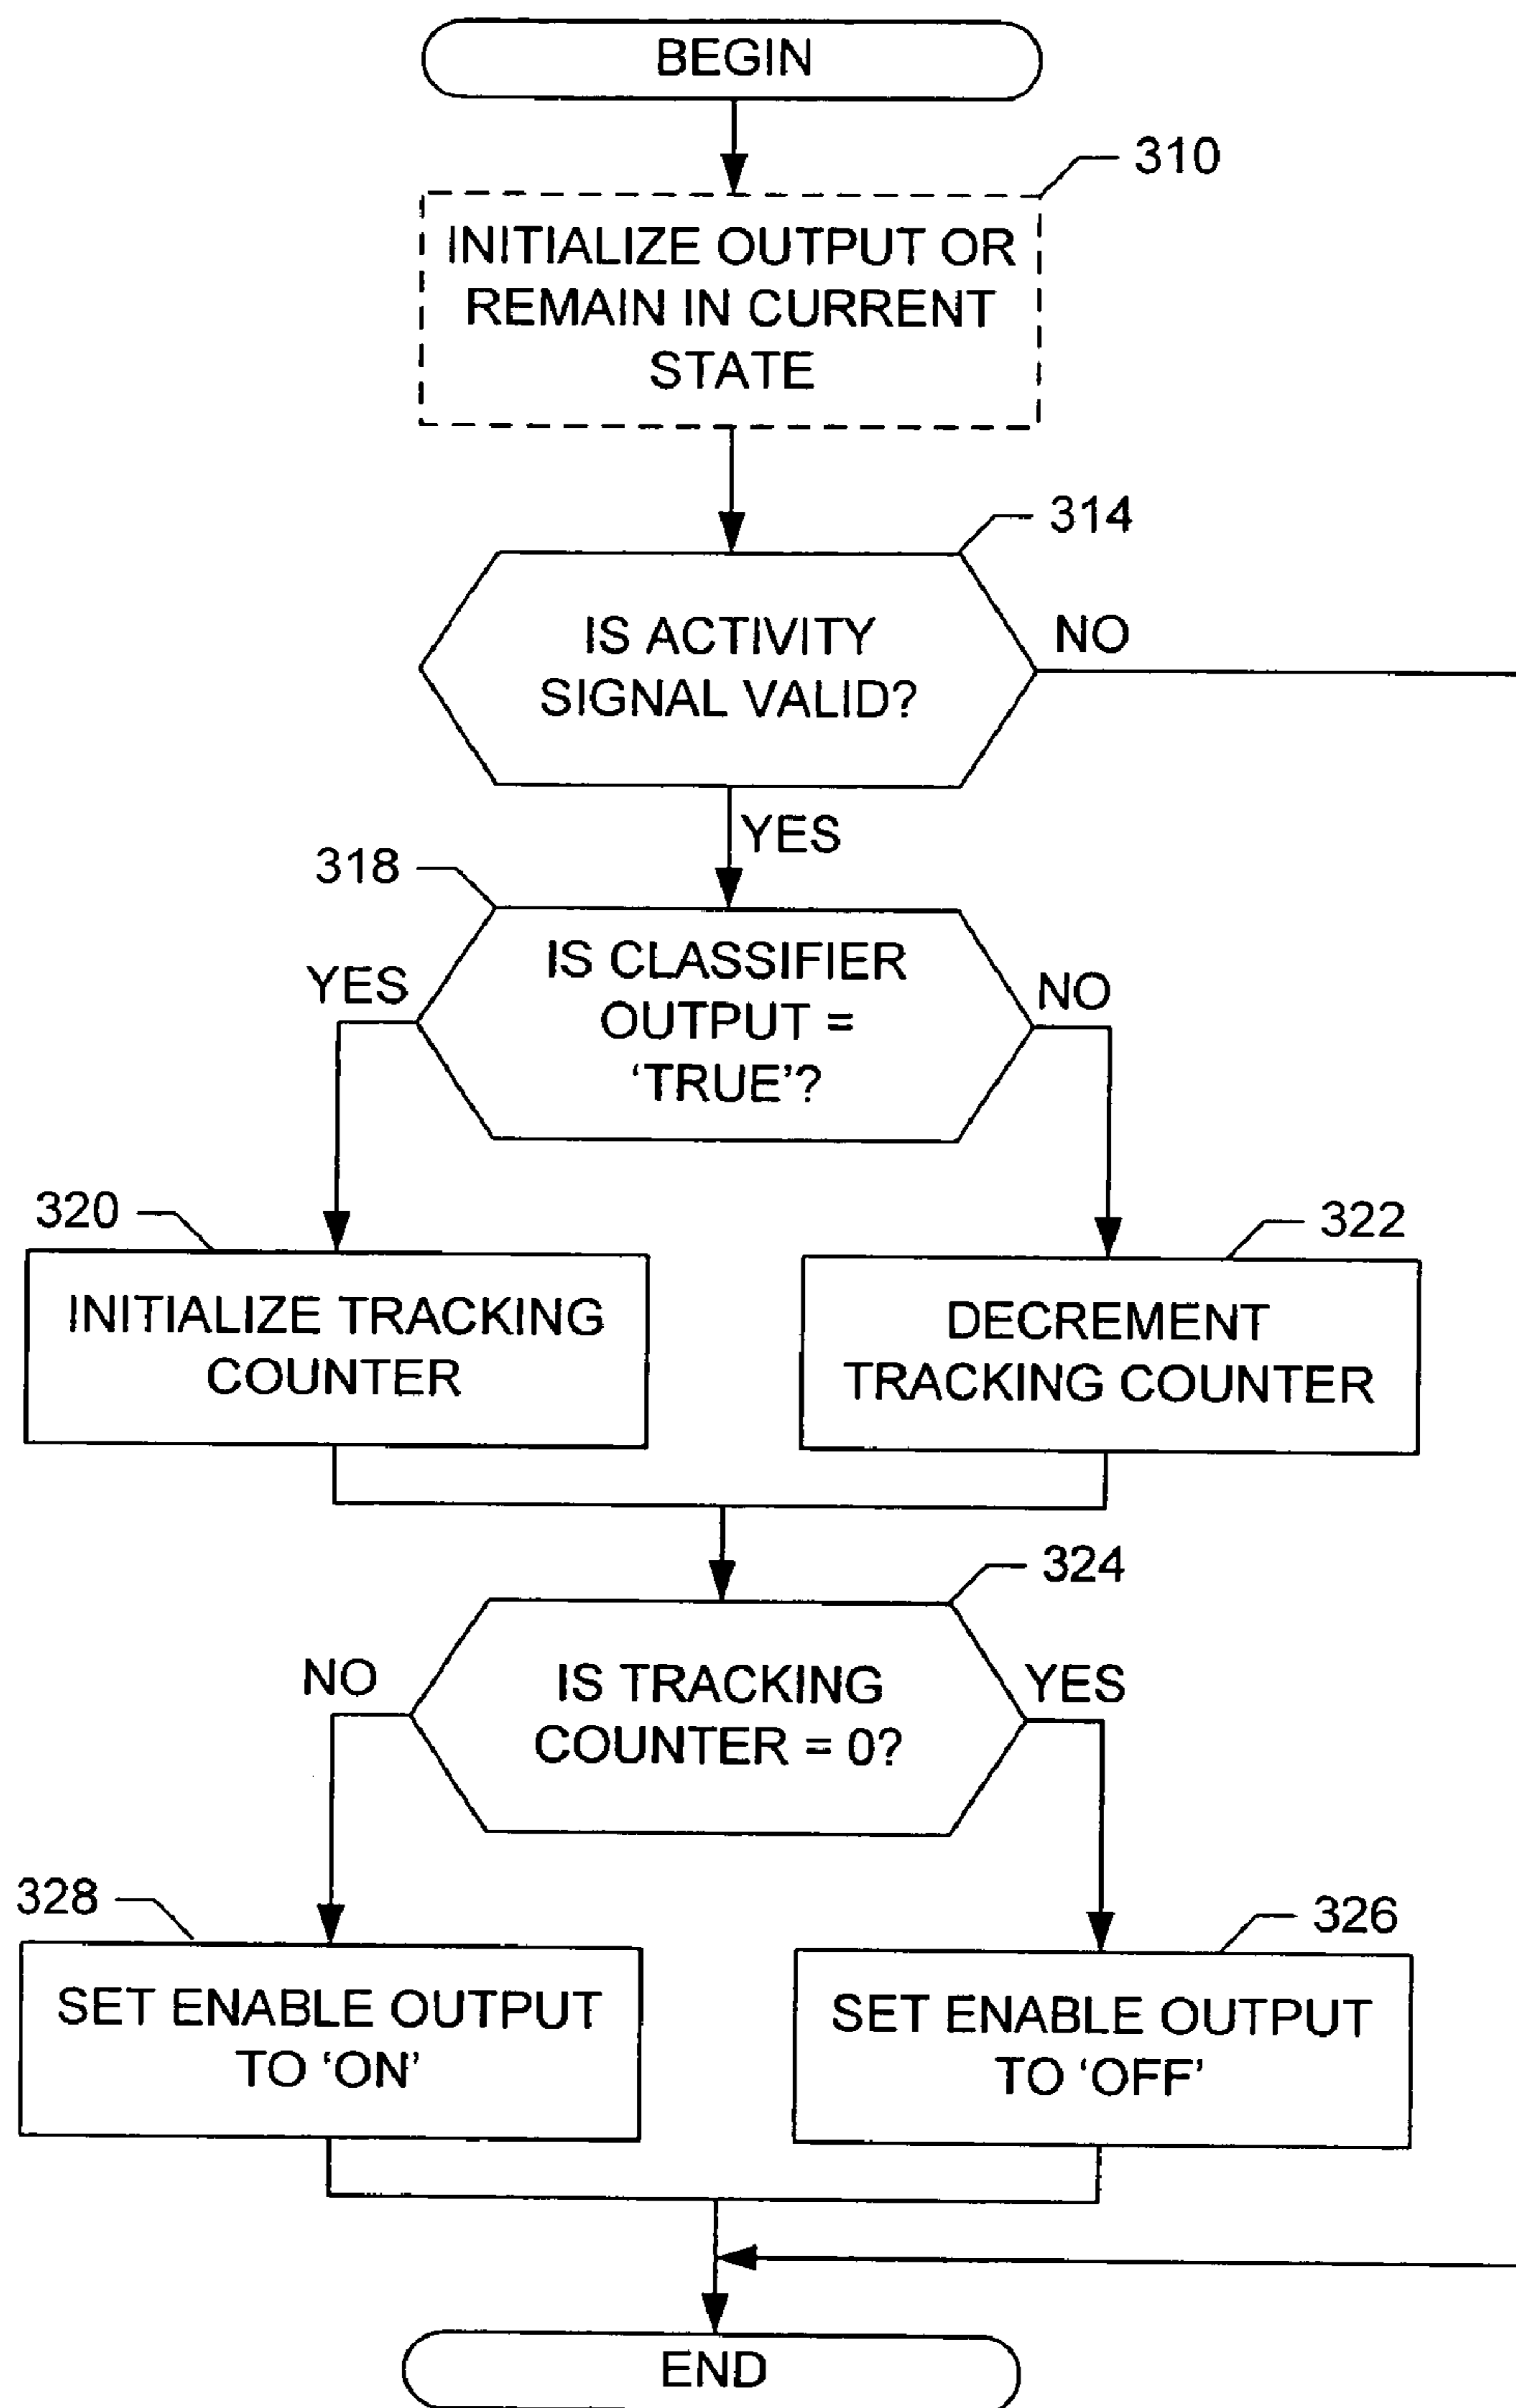 BEGIN
310
INITIALIZE OUTPUT OR
REMAIN IN CURRENT
STATE
314
IS ACTIVITY
SIGNAL VALID?
NO
YES
318
IS CLASSIFIER
OUTPUT =
‘TRUE’?
YES
NO
320
INITIALIZE TRACKING
COUNTER
322
DECREMENT
TRACKING COUNTER
324
IS TRACKING
COUNTER = 0?
NO
YES
328
SET ENABLE OUTPUT
TO ‘ON’
326
SET ENABLE OUTPUT
TO ‘OFF’
END